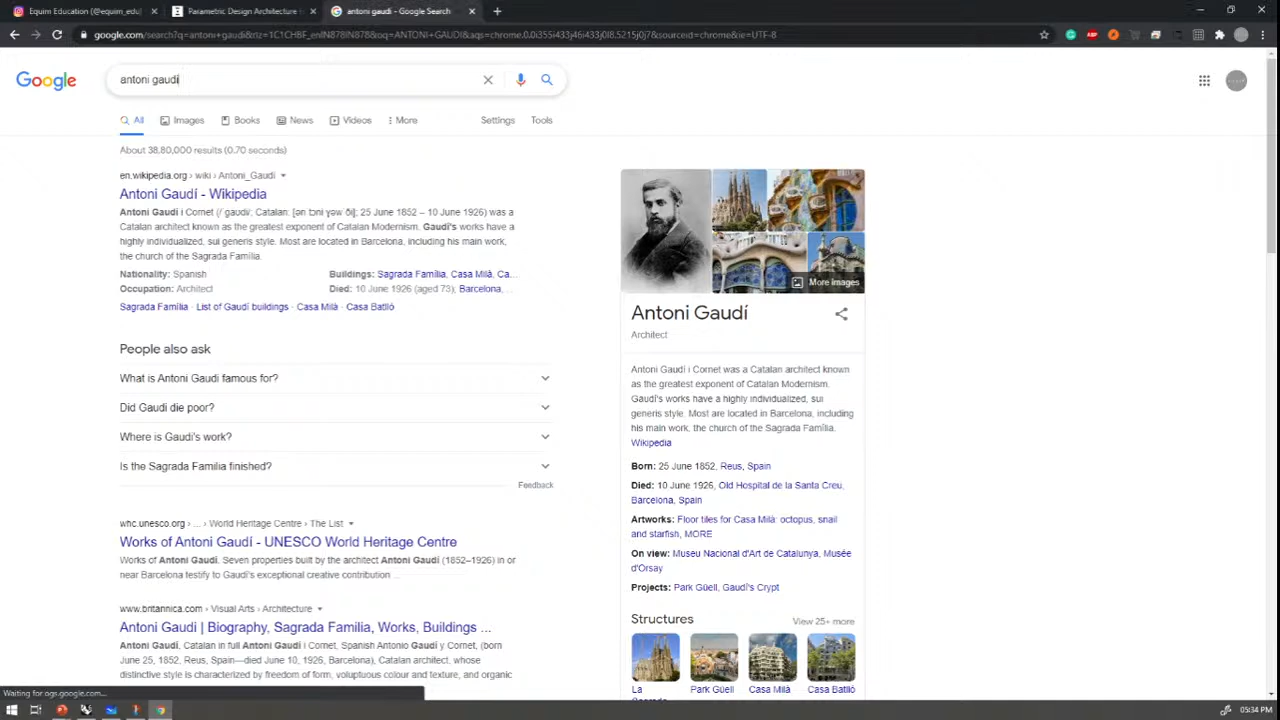 Equim Education (@equim_edu)
Parametric Design Architecture
antoni gaudi - Google Search
Google
antoni gaudi
All
Images
Books
News
Videos
More
Settings
Tools
About 38,80,000 results (0.70 seconds)
en.wikipedia.org › wiki › Antoni_Gaudí
Antoni Gaudí - Wikipedia
June 1852 – 10 June 1926) was a
Catalan architect known as the greatest exponent of Catalan Modernism. Gaudí's works have a
highly individualized, sui generis style. Most are located in Barcelona, including his main work,
the church of the Sagrada Família.
Nationality: Spanish
Buildings: Sagrada Família, Casa Milà, Ca...
Occupation: Architect
Died: 10 June 1926 (aged 73), Barcelona, ...
Sagrada Família · List of Gaudí buildings · Casa Milà · Casa Batlló
People also ask
What is Antoni Gaudi famous for?
Did Gaudi die poor?
Where is Gaudi's work?
Is the Sagrada Familia finished?
Feedback
whc.unesco.org › ... › World Heritage Centre › The List
Works of Antoni Gaudí - UNESCO World Heritage Centre
Works of Antoni Gaudí. Seven properties built by the architect Antoni Gaudí (1852–1926) in or
near Barcelona testify to Gaudí's exceptional creative contribution ...
www.britannica.com › Visual Arts › Architecture
Antoni Gaudi | Biography, Sagrada Familia, Works, Buildings ...
Antoni Gaudí, Catalan in full Antoni Gaudí i Cornet, Spanish Antonio Gaudí y Cornet, (born
June 25, 1852, Reus, Spain—died June 10, 1926, Barcelona), Catalan architect, whose
distinctive style is characterized by freedom of form, voluptuous colour and texture, and organic
More images
Antoni Gaudí
Architect
Antoni Gaudí i Cornet was a Catalan architect known
as the greatest exponent of Catalan Modernism.
Gaudí's works have a highly individualized, sui
generis style. Most are located in Barcelona, including
his main work, the church of the Sagrada Família.
Wikipedia
Born: 25 June 1852, Reus, Spain
Died: 10 June 1926, Old Hospital de la Santa Creu,
Barcelona, Spain
Artworks: Floor tiles for Casa Milà: octopus, snail
and starfish, MORE
On view: Museu Nacional d'Art de Catalunya, Musée
d'Orsay
Projects: Park Güell, Gaudí's Crypt
Structures
View 25+ more
La
Park Güell
Casa Milà
Casa Batlló
Waiting for ogs.google.com...
05:34 PM